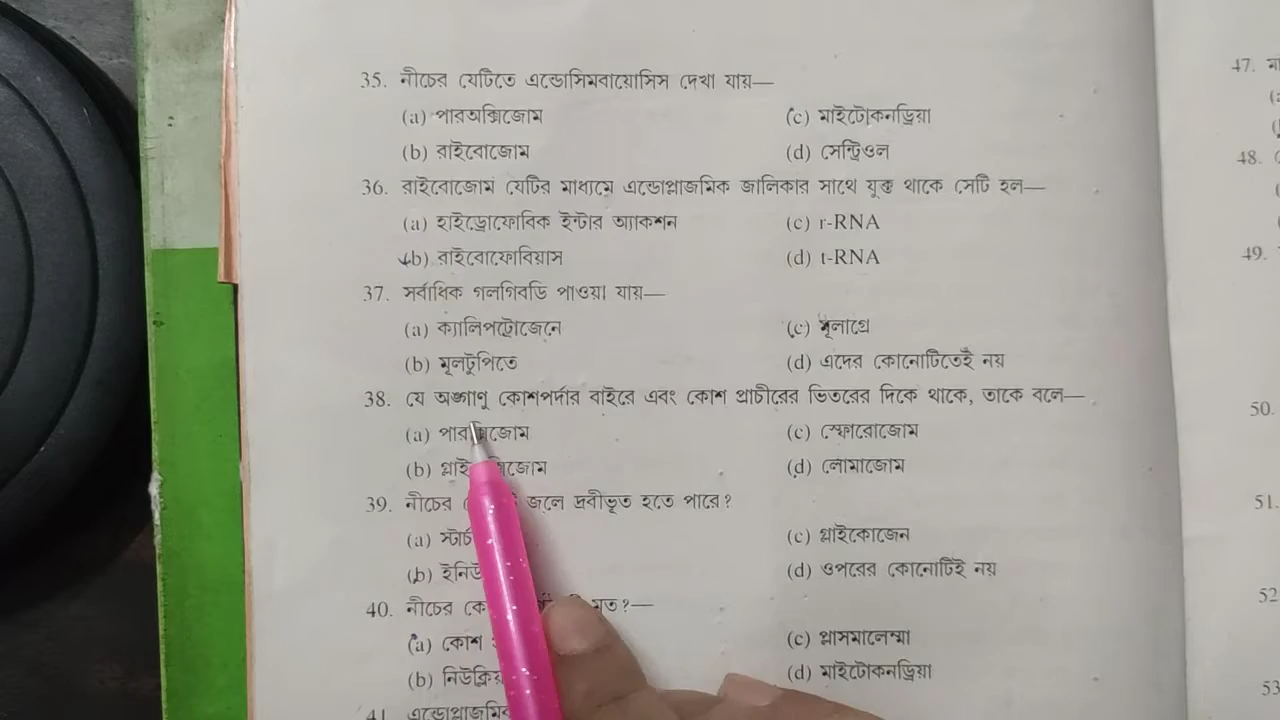 35. নীচের যেটিতে এন্ডোসিমবায়োসিস দেখা যায়—
(a) পারঅক্সিজোম (c) মাইটোকনড্রিয়া
(b) রাইবোজোম (d) সেন্ট্রিওল
36. রাইবোজোম যেটির মাধ্যমে এন্ডোপ্লাজমিক জালিকার সাথে যুক্ত থাকে সেটি হল—
(a) হাইড্রোফোবিক ইন্টার অ্যাকশন (c) r-RNA
(b) রাইবোফোবিয়াস (d) t-RNA
37. সর্বাধিক গলগিবডি পাওয়া যায়—
(a) ক্যালিপট্রোজেনে (c) মূলাগ্রে
(b) মূলটুপিতে (d) এদের কোনোটিতেই নয়
38. যে অঙ্গাণু কোশপর্দার বাইরে এবং কোশ প্রাচীরের ভিতরের দিকে থাকে, তাকে বলে—
(a) (c) স্ফোরোজোম
(b) (d) লোমাজোম
39. নীচের জলে দ্রবীভূত হতে পারে?
(a) স্টার্চ (c) গ্লাইকোজেন
(b) (d) ওপরের কোনোটিই নয়
40. নীচের
(a) কোশ (c) প্লাসমালেম্মা
(b) (d) মাইটোকনড্রিয়া
41.
47.
48.
49.
50.
51.
52
53